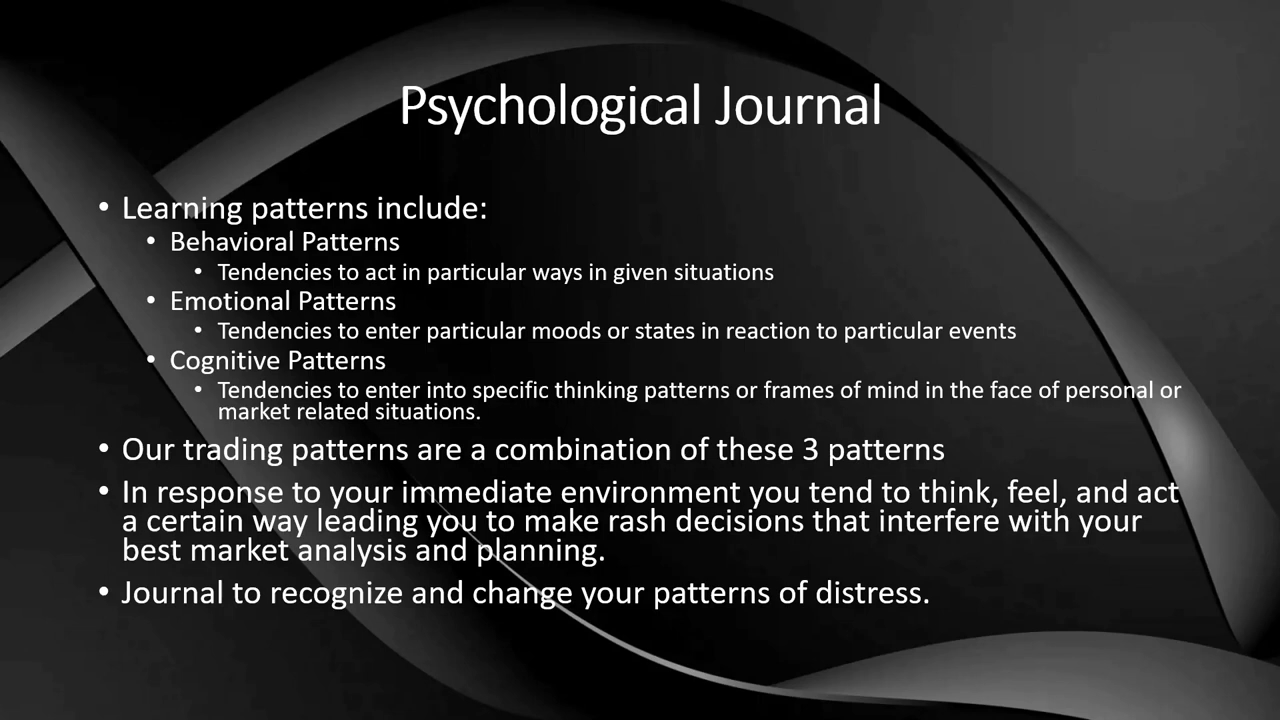 Psychological Journal
• Learning patterns include:
• Behavioral Patterns
• Tendencies to act in particular ways in given situations
• Emotional Patterns
• Tendencies to enter particular moods or states in reaction to particular events
• Cognitive Patterns
• Tendencies to enter into specific thinking patterns or frames of mind in the face of personal or
market related situations.
• Our trading patterns are a combination of these 3 patterns
• In response to your immediate environment you tend to think, feel, and act
a certain way leading you to make rash decisions that interfere with your
best market analysis and planning.
• Journal to recognize and change your patterns of distress.